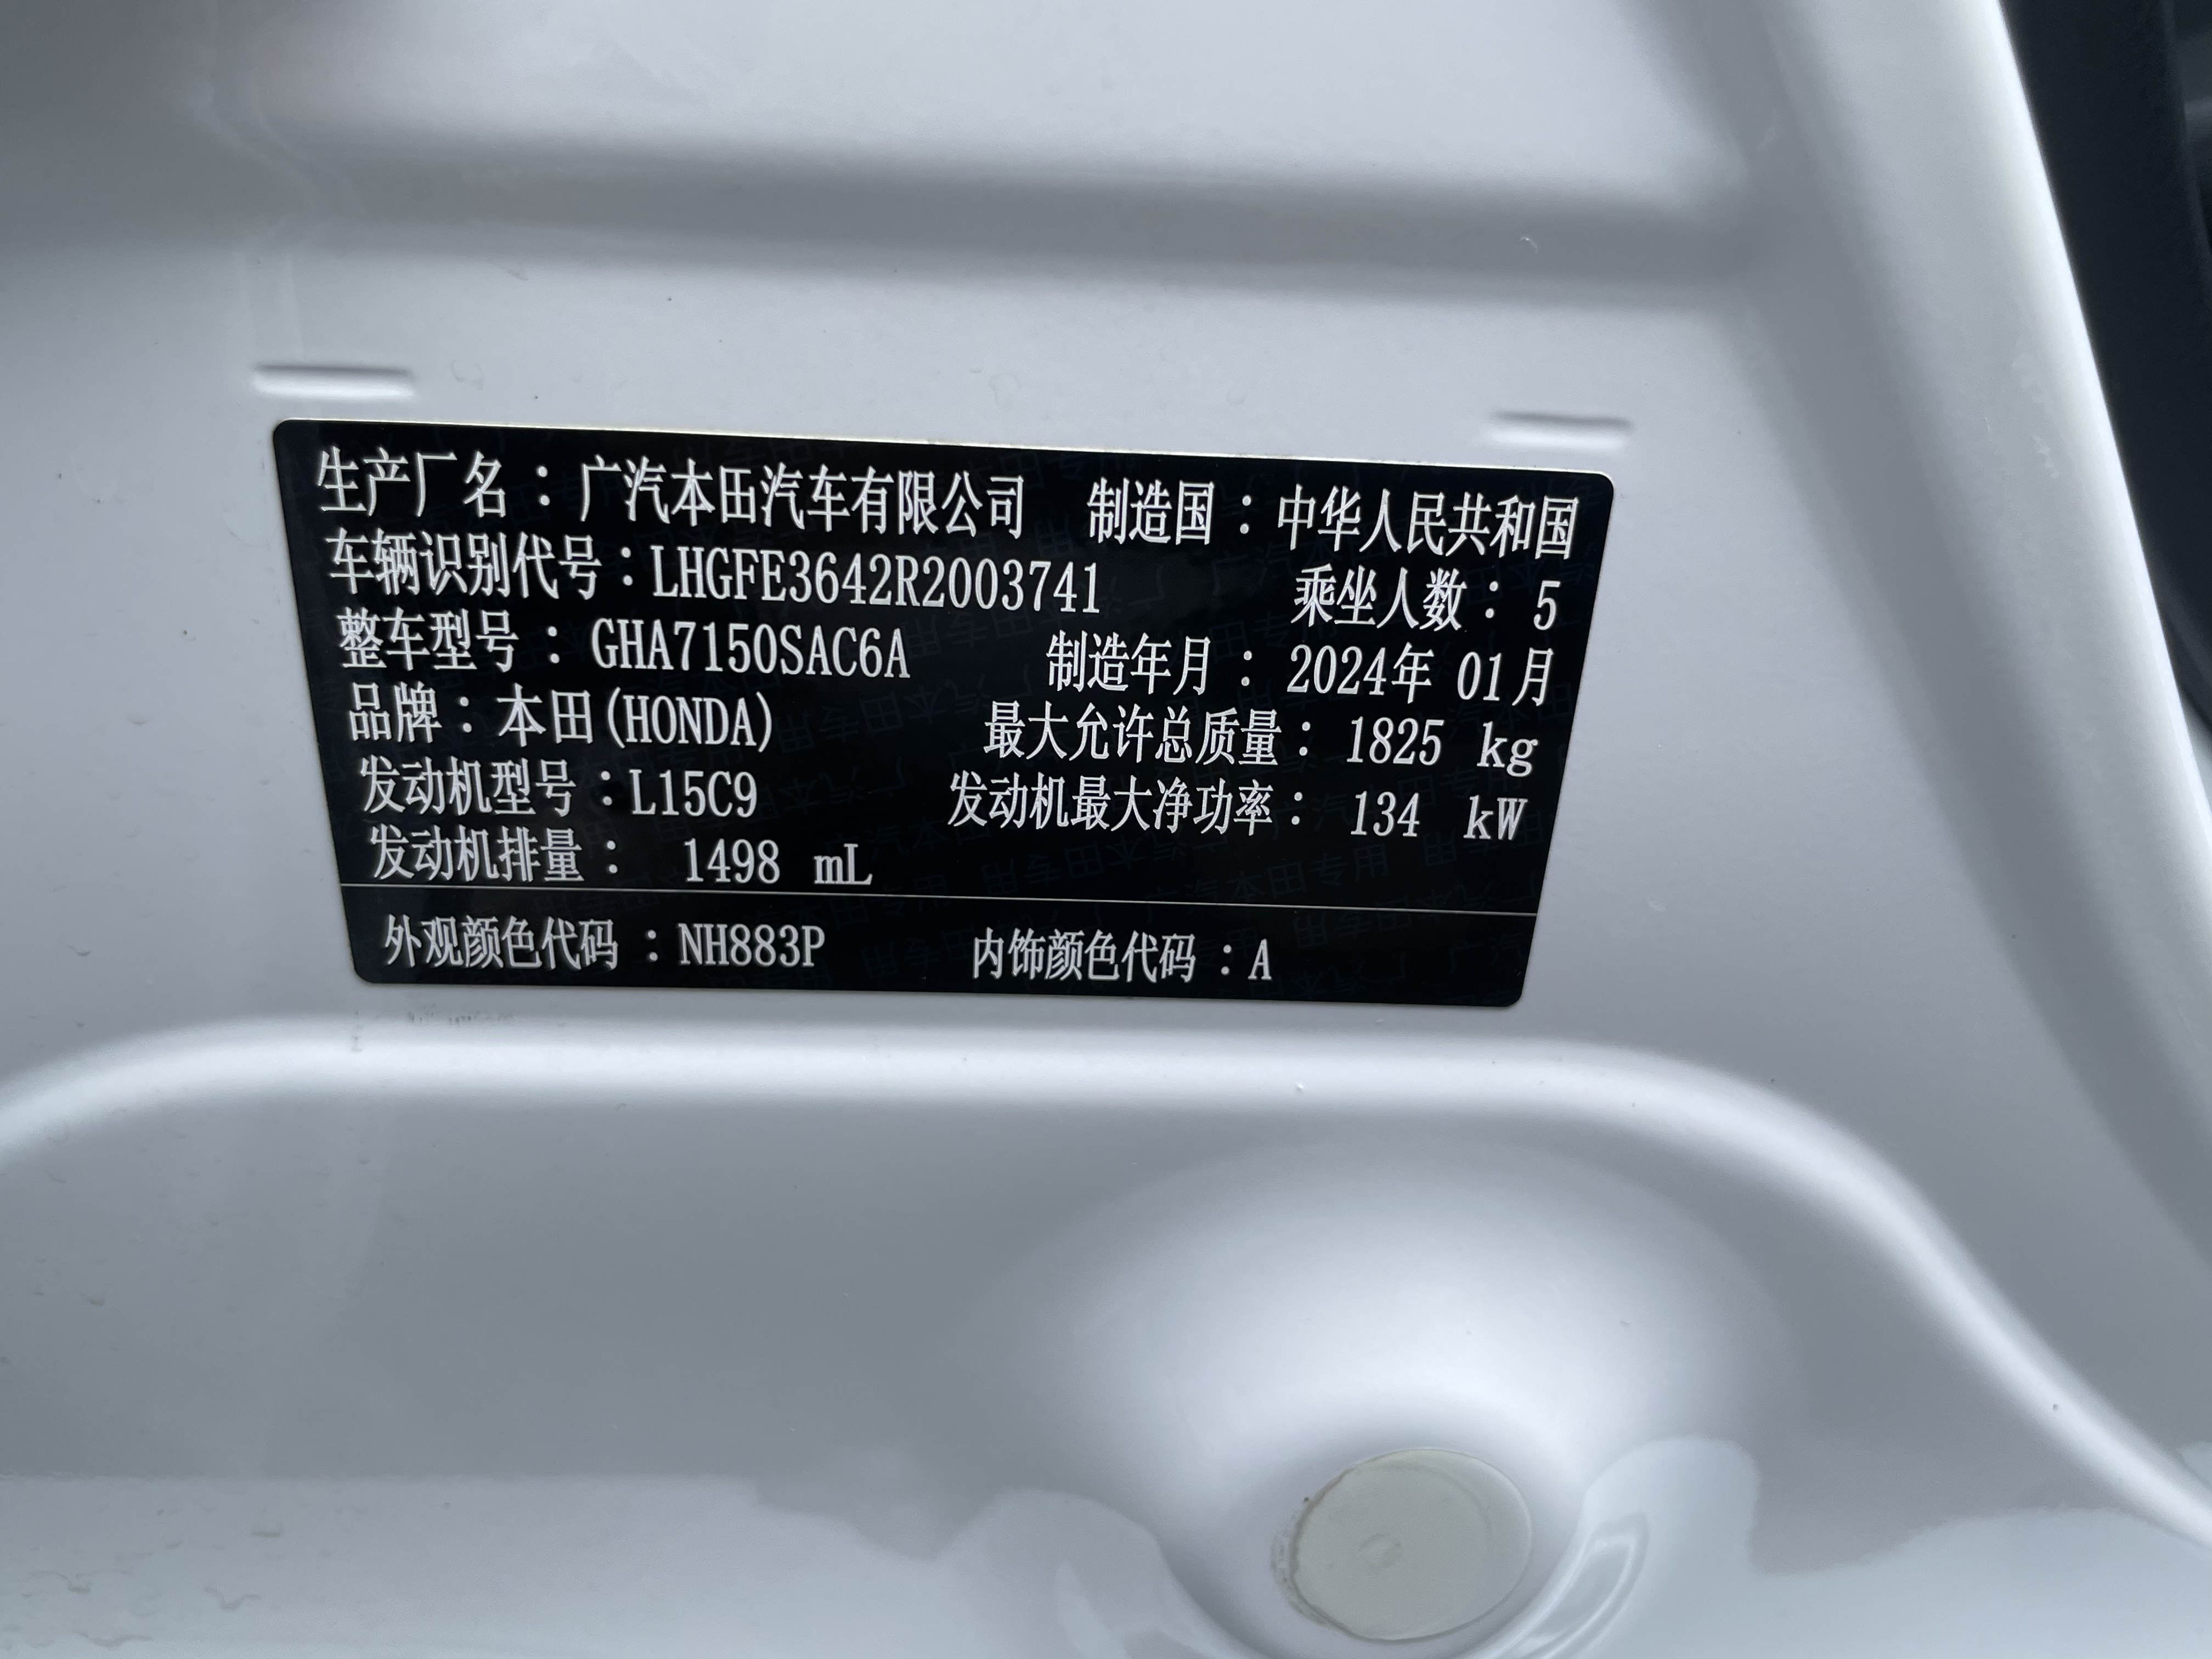 生产厂名：广汽本田汽车有限公司 制造国：中华人民共和国
车辆识别代号：LHGFE3642R2003741 乘坐人数：5
整车型号：GHA7150SAC6A 制造年月：2024年 01月
品牌：本田(HONDA) 最大允许总质量：1825 kg
发动机型号：L15C9 发动机最大净功率：134 kW
发动机排量：1498 mL
外观颜色代码：NH883P 内饰颜色代码：A